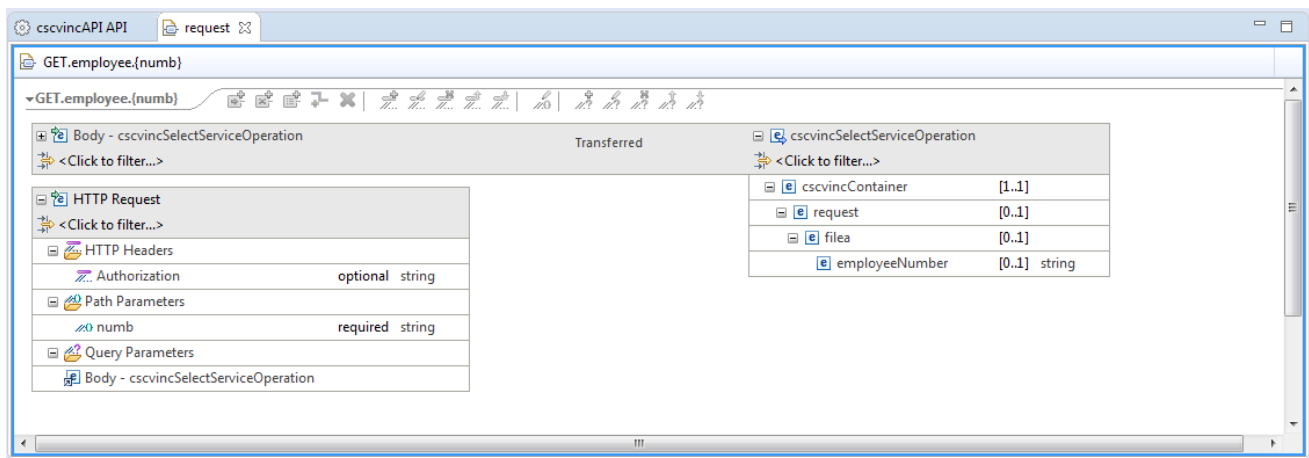 cscvincAPI API request
GET.employee.{numb}
GET.employee.{numb}
Body - cscvincSelectServiceOperation Transferred cscvincSelectServiceOperation
<Click to filter...> <Click to filter...>
cscvincContainer [1..1]
request [0..1]
filea [0..1]
employeeNumber [0..1] string
HTTP Request
<Click to filter...>
HTTP Headers
Authorization optional string
Path Parameters
numb required string
Query Parameters
Body - cscvincSelectServiceOperation